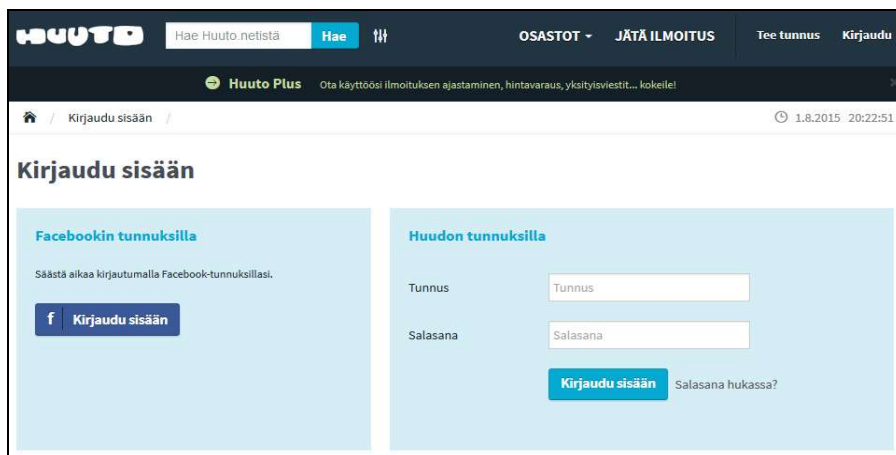 HUUTO Hae Huuto.netistä Hae OSASTOT JÄTÄ ILMOITUS Tee tunnus Kirjaudu
Huuto Plus Ota käyttöösi ilmoituksen ajastaminen, hintavaraus, yksityisviestit... kokeile!
/ Kirjaudu sisään / 1.8.2015 20:22:51
Kirjaudu sisään
Facebookin tunnuksilla
Säästä aikaa kirjautumalla Facebook-tunnuksillasi.
f Kirjaudu sisään
Huudon tunnuksilla
Tunnus Tunnus
Salasana Salasana
Kirjaudu sisään Salasana hukassa?